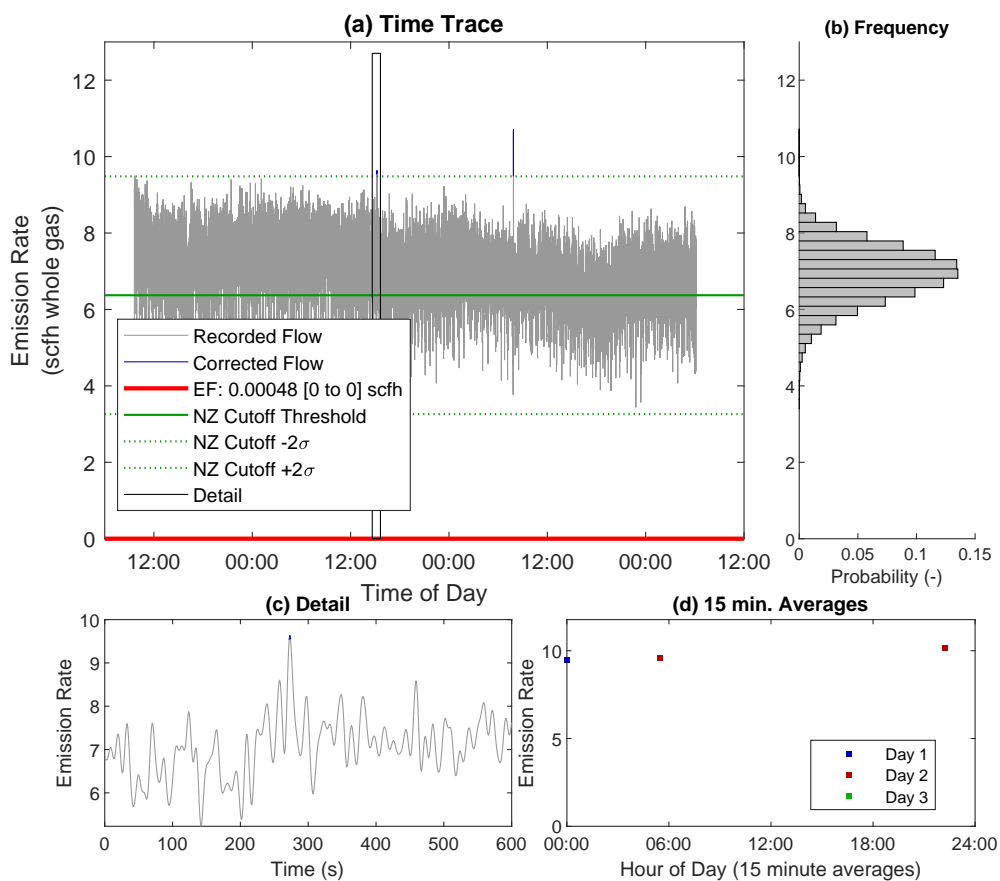 (a) Time Trace
12
10
8
6
4
2
0
Emission Rate
(scfh whole gas)
Recorded Flow
Corrected Flow
EF: 0.00048 [0 to 0] scfh
NZ Cutoff Threshold
NZ Cutoff -2σ
NZ Cutoff +2σ
Detail
12:00 00:00 12:00 00:00 12:00 00:00 12:00
Time of Day
(b) Frequency
12
10
8
6
4
2
0
0 0.05 0.1 0.15
Probability (-)
(c) Detail
10
9
8
7
6
Emission Rate
0 100 200 300 400 500 600
Time (s)
(d) 15 min. Averages
10
5
0
Emission Rate
Day 1
Day 2
Day 3
00:00 06:00 12:00 18:00 24:00
Hour of Day (15 minute averages)